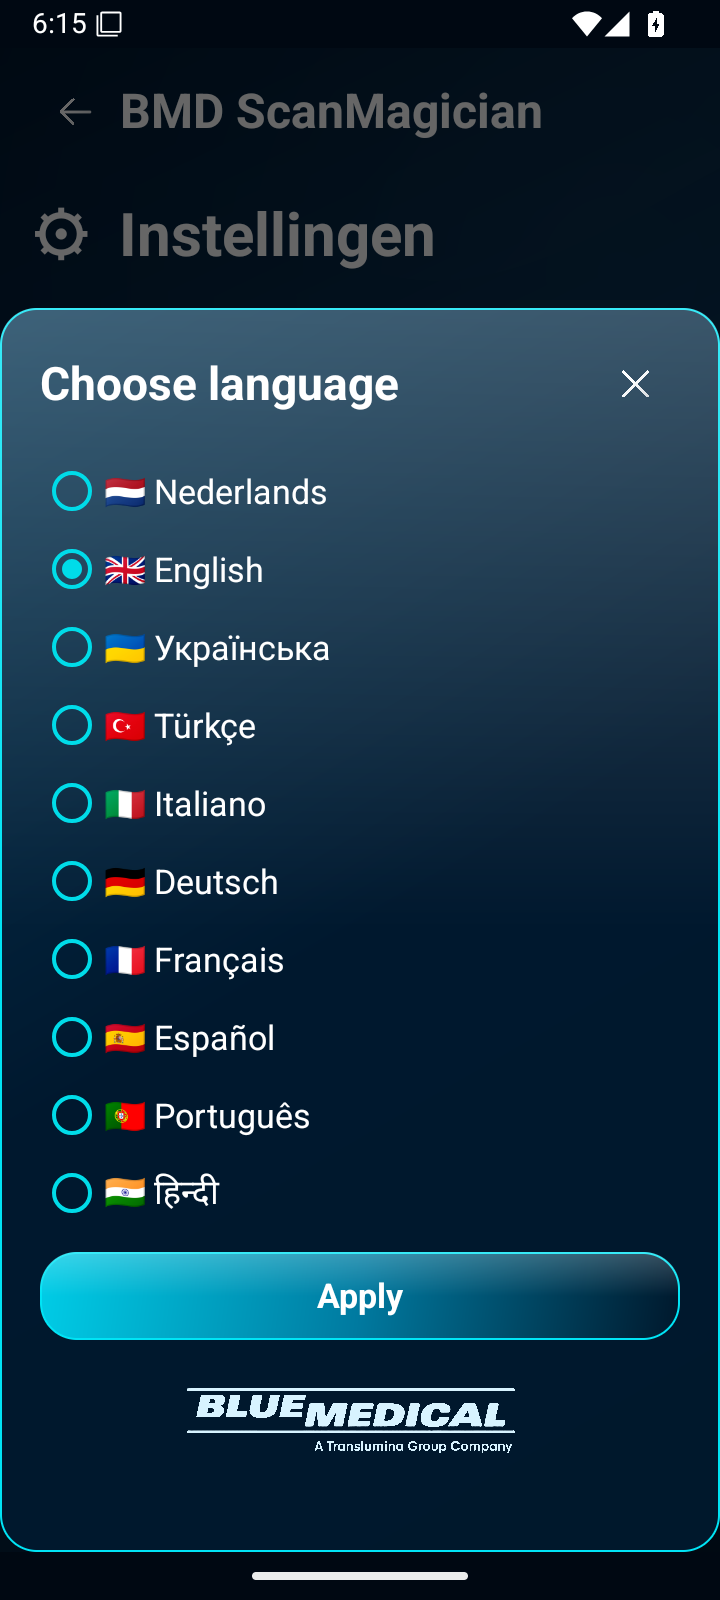 6:15
BMD ScanMagician
Instellingen
Choose language
Nederlands
English
Українська
Türkçe
Italiano
Deutsch
Français
Español
Português
हिन्दी
Apply
BLUEMEDICAL
A Translumina Group Company